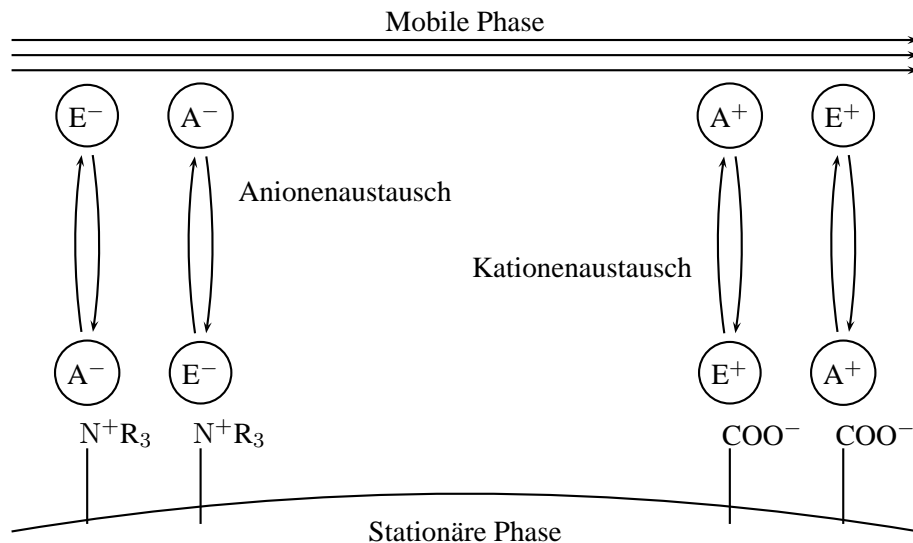 Mobile Phase
E⁻ A⁻ A⁺ E⁺
Anionenaustausch
Kationenaustausch
A⁻ E⁻ E⁺ A⁺
N⁺R₃ N⁺R₃ COO⁻ COO⁻
Stationäre Phase